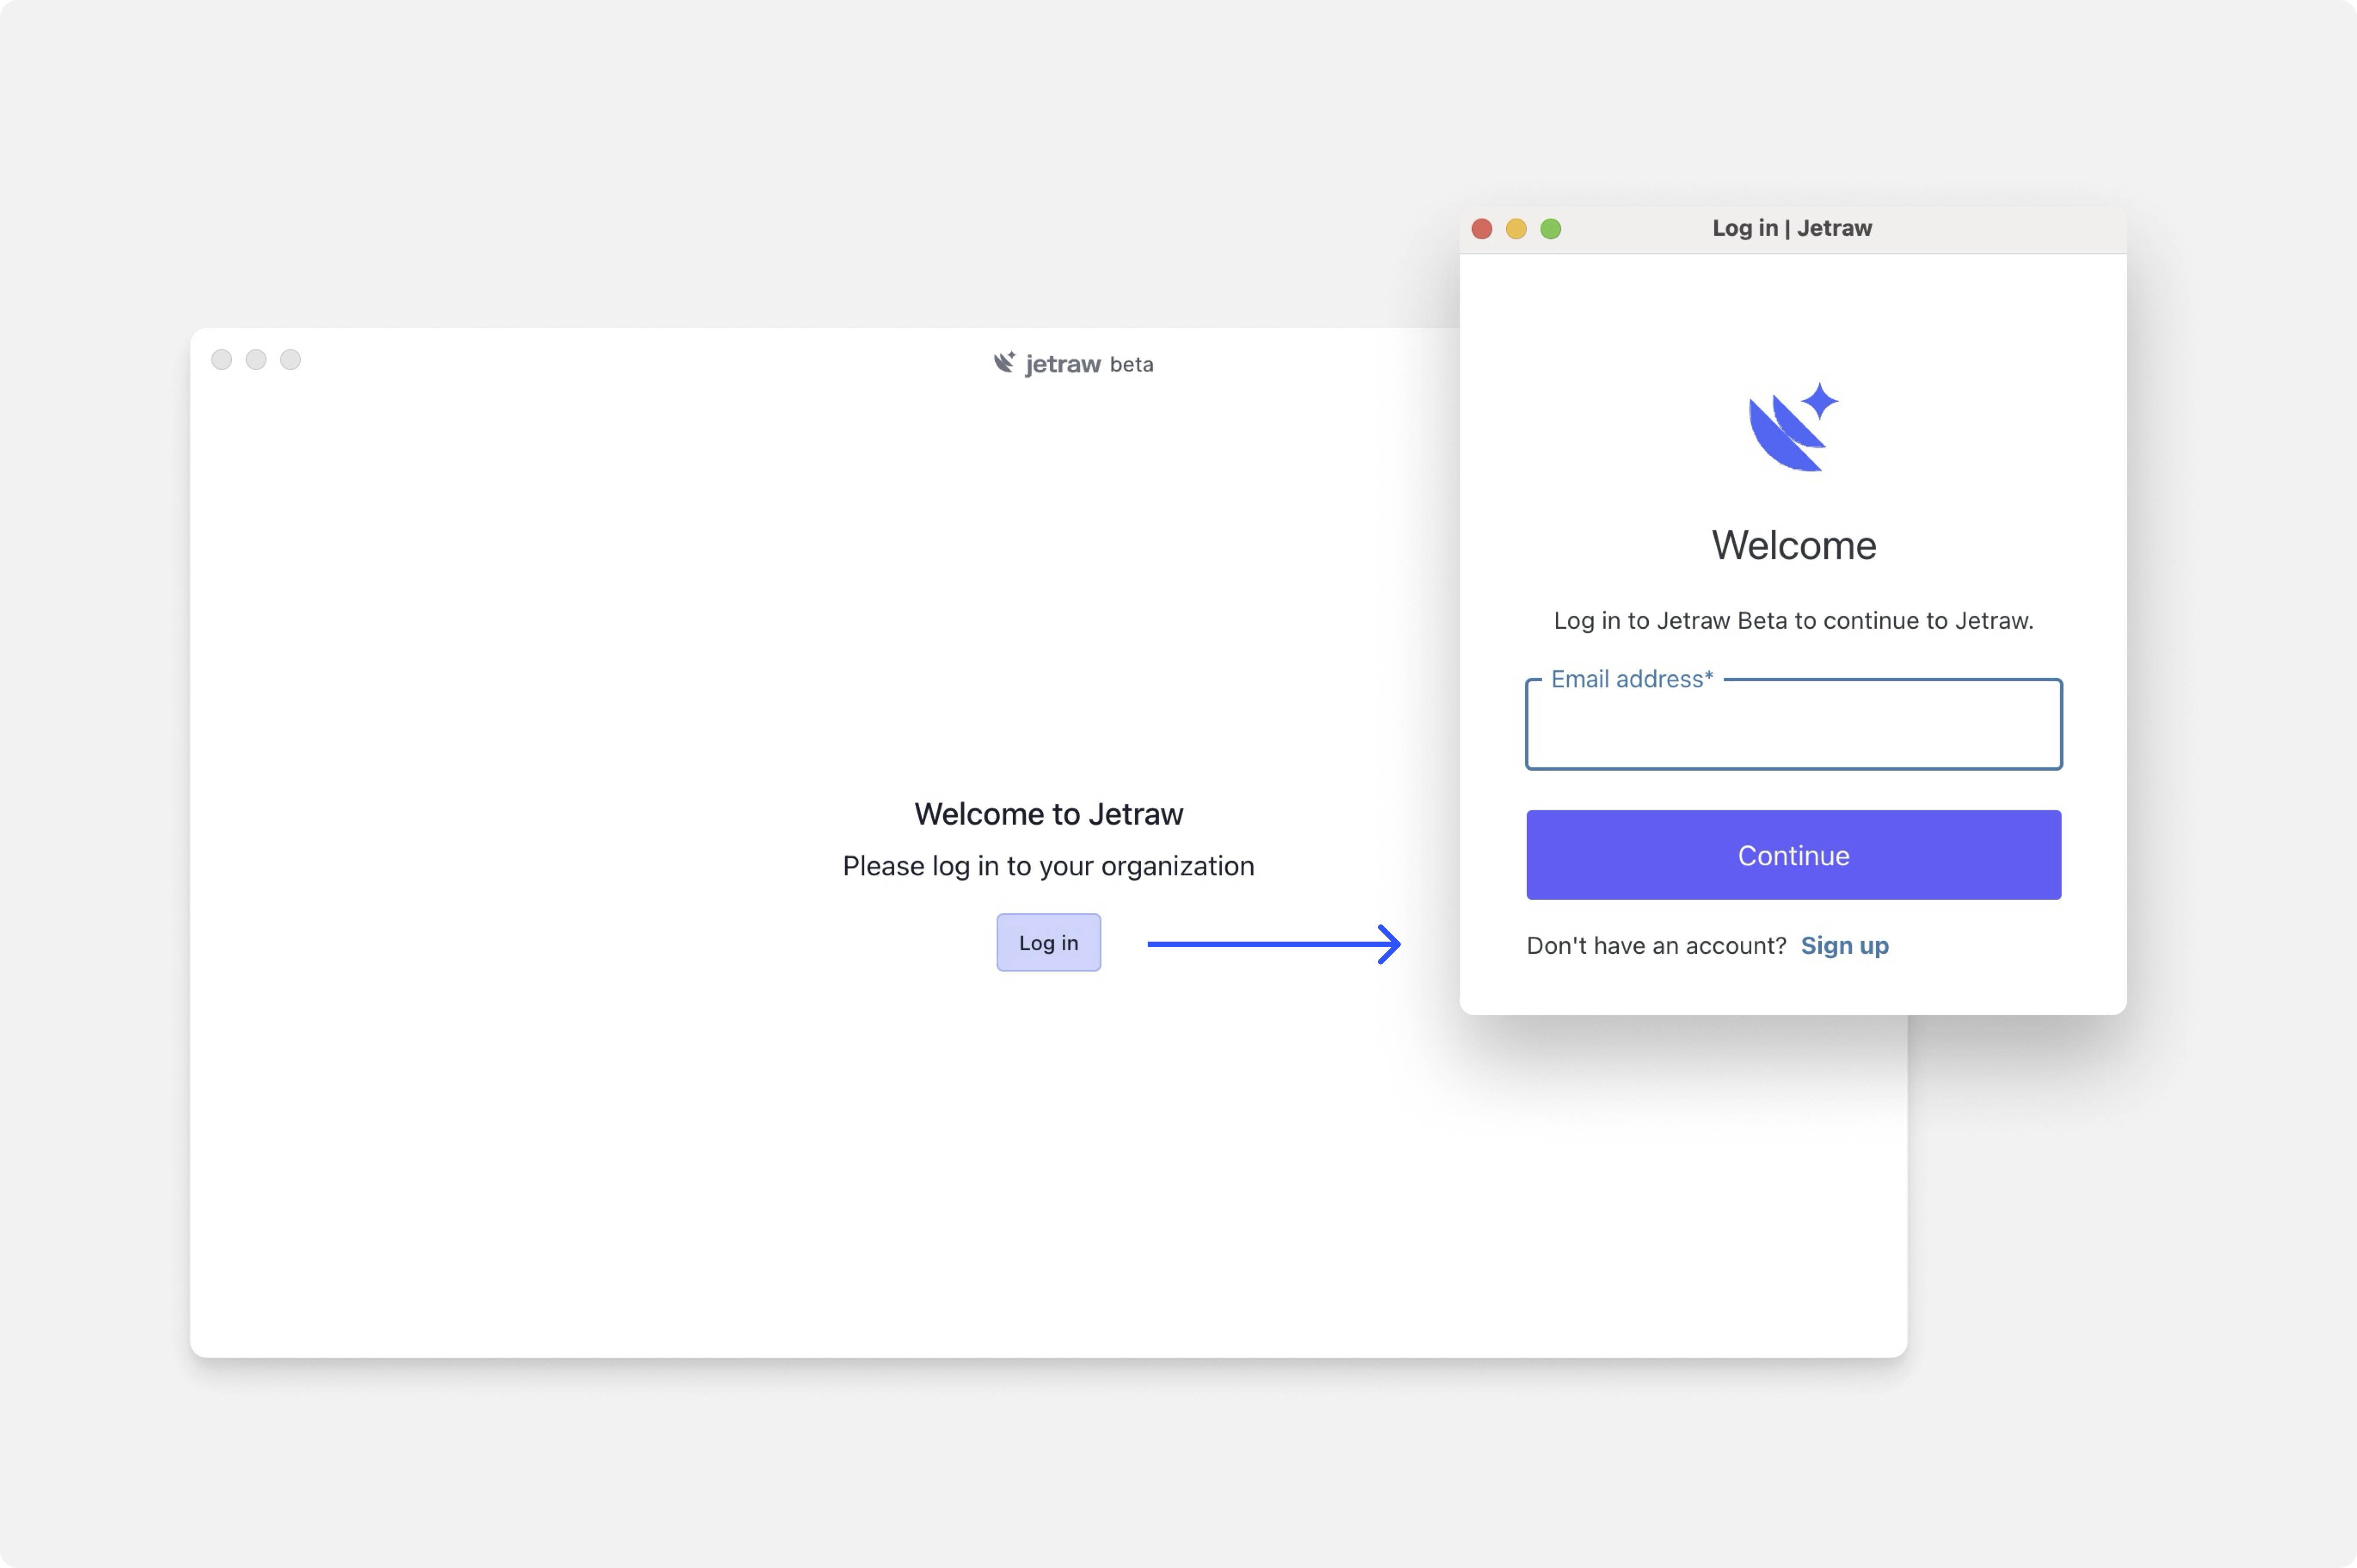 jetraw beta
Welcome to Jetraw
Please log in to your organization
Log in
Log in | Jetraw
Welcome
Log in to Jetraw Beta to continue to Jetraw.
Email address*
Continue
Don't have an account? Sign up